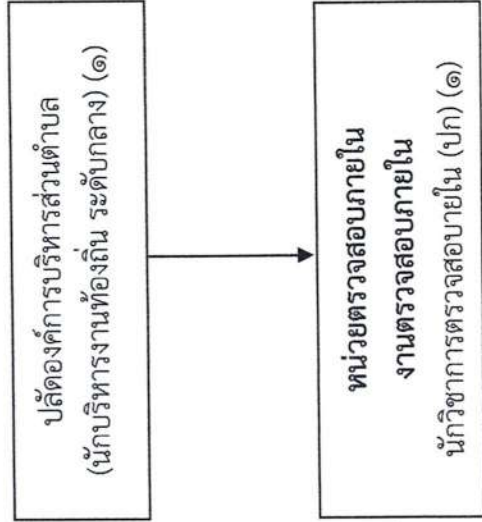 ปลัดองค์การบริหารส่วนตำบล
(นักบริหารงานท้องถิ่น ระดับกลาง) (๑)
หน่วยตรวจสอบภายใน
งานตรวจสอบภายใน
นักวิชาการตรวจสอบายใน (ปก) (๑)